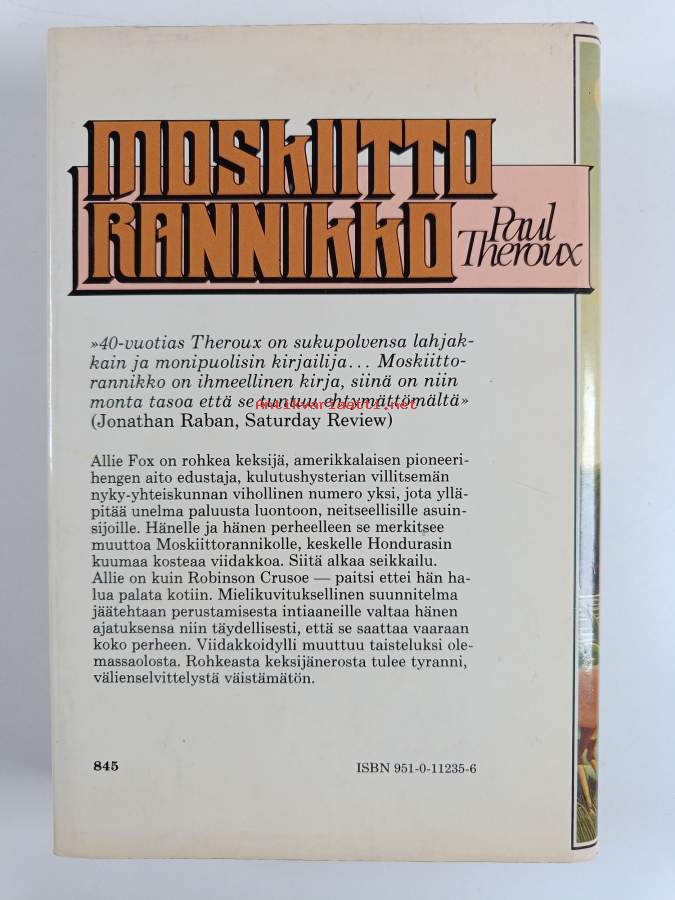 MOSKIITTO
RANNIKKO
Paul
Theroux
»40-vuotias Theroux on sukupolvensa lahjak-
kain ja monipuolisin kirjailija... Moskiitto-
rannikko on ihmeellinen kirja, siinä on niin
monta tasoa että se tuntuu ehtymättömältä»
antikvariaatti.net
(Jonathan Raban, Saturday Review)
Allie Fox on rohkea keksijä, amerikkalaisen pioneeri-
hengen aito edustaja, kulutushysterian villitsemän
nyky-yhteiskunnan vihollinen numero yksi, jota yllä-
pitää unelma paluusta luontoon, neitseellisille asuin-
sijoille. Hänelle ja hänen perheelleen se merkitsee
muuttoa Moskiittorannikolle, keskelle Hondurasin
kuumaa kosteaa viidakkoa. Siitä alkaa seikkailu.
Allie on kuin Robinson Crusoe — paitsi ettei hän ha-
lua palata kotiin. Mielikuvituksellinen suunnitelma
jäätehtaan perustamisesta intiaaneille valtaa hänen
ajatuksensa niin täydellisesti, että se saattaa vaaraan
koko perheen. Viidakkoidylli muuttuu taisteluksi ole-
massaolosta. Rohkeasta keksijänerosta tulee tyranni,
välienselvittelystä väistämätön.
845
ISBN 951-0-11235-6